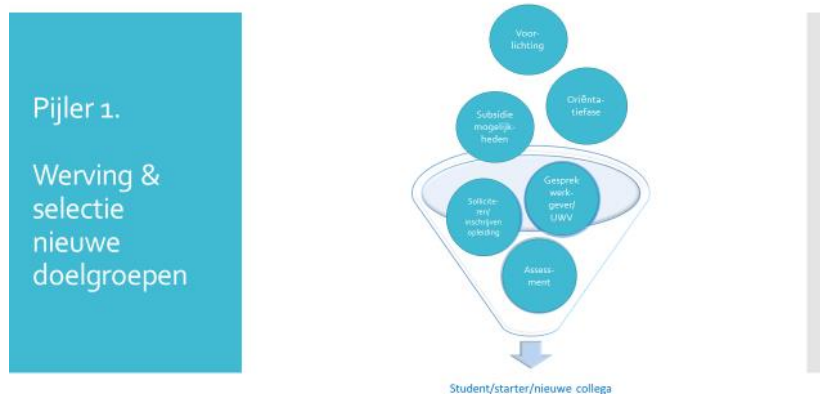 Pijler 1.
Werving &
selectie
nieuwe
doelgroepen
Voor-
lichting
Oriënta-
tiefase
Subsidie
mogelijk-
heden
Gesprek
werk-
gever/
UWV
Sollicite-
ren/
inschrijven
opleiding
Assess-
ment
Student/starter/nieuwe collega